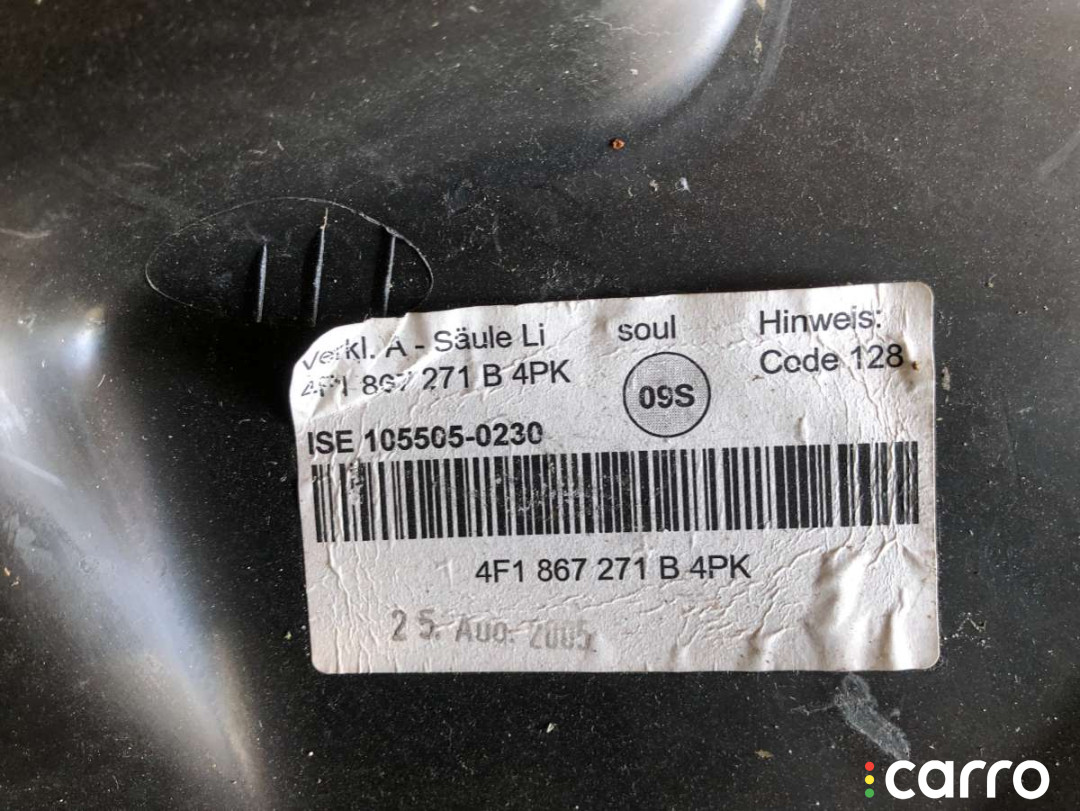 Verkl. A - Säule Li
4F1 867 271 B 4PK
soul
09S
Hinweis:
Code 128
ISE 105505-0230
4F1 867 271 B 4PK
25. Aug. 2005
carro